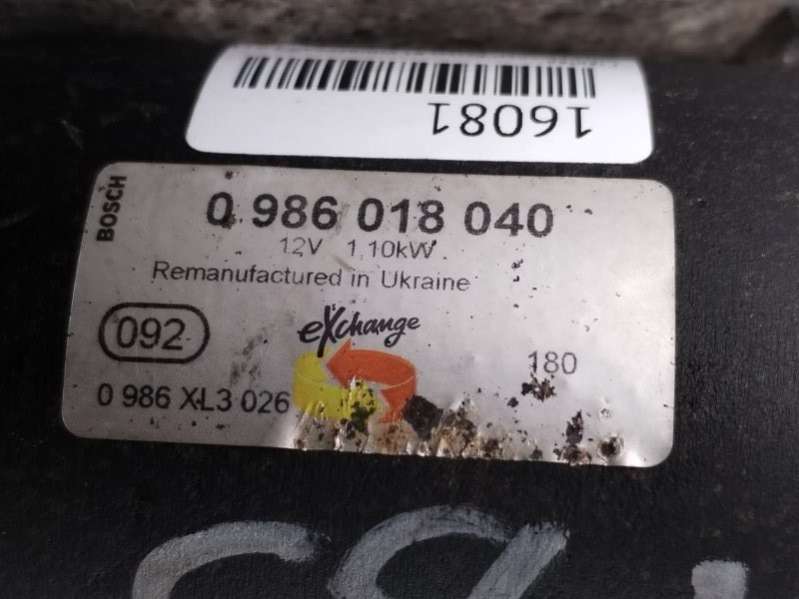 16081
BOSCH
0 986 018 040
12V 1,10kW
Remanufactured in Ukraine
092
eXchange
180
0 986 XL3 026